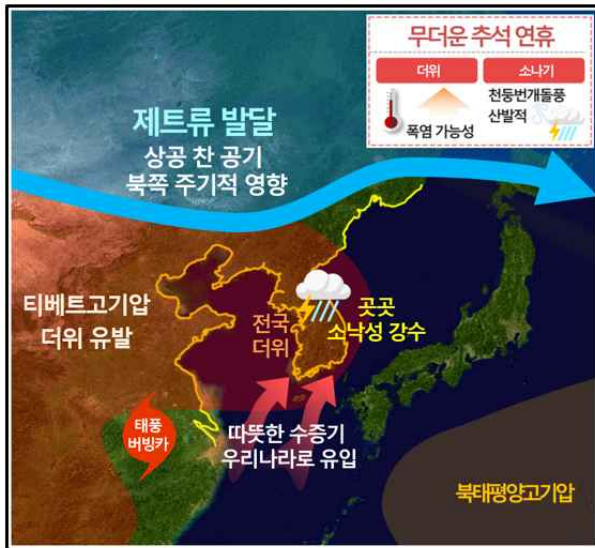 무더운 추석 연휴
더위
소나기
폭염 가능성
천둥번개돌풍
산발적
제트류 발달
상공 찬 공기
북쪽 주기적 영향
티베트고기압
더위 유발
전국
더위
곳곳
소낙성 강수
태풍
버빙카
따뜻한 수증기
우리나라로 유입
북태평양고기압